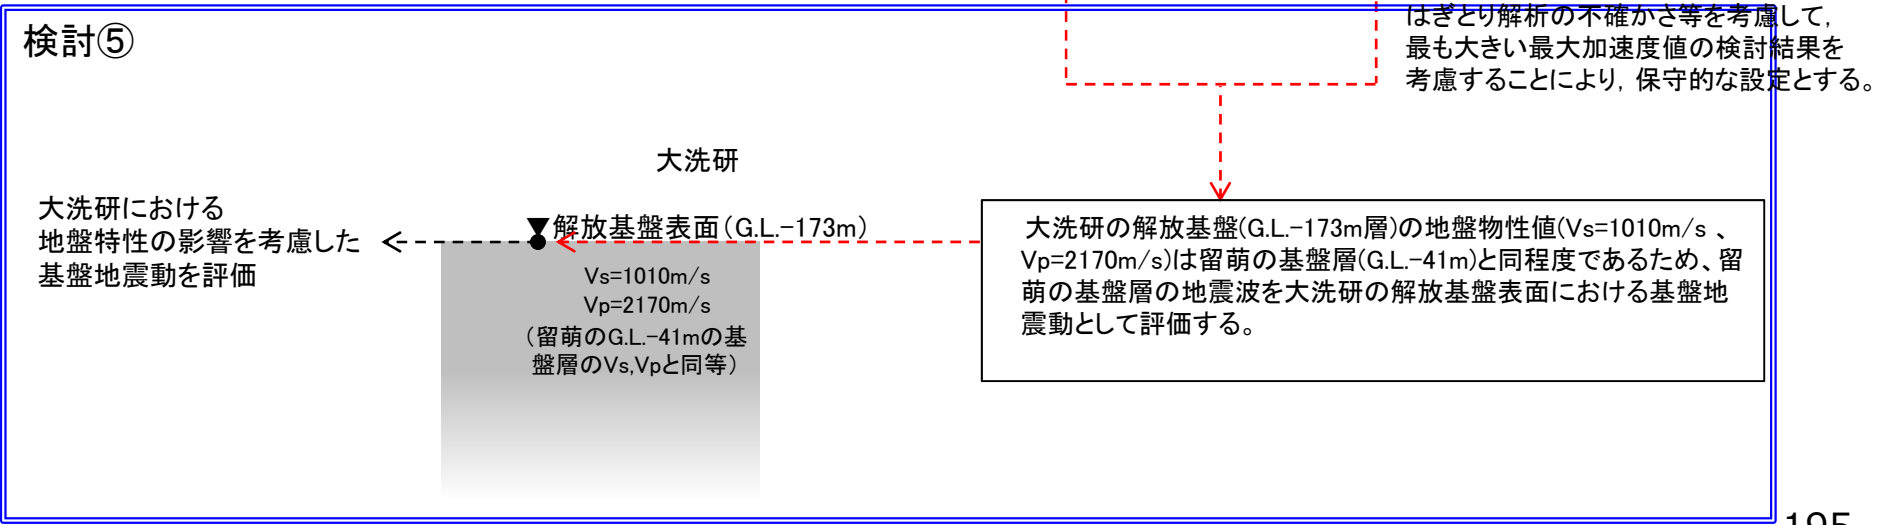 はぎとり解析の不確かさ等を考慮して,
最も大きい最大加速度値の検討結果を
考慮することにより, 保守的な設定とする。
検討⑤
大洗研
大洗研における
地盤特性の影響を考慮した
基盤地震動を評価
解放基盤表面(G.L.-173m)
Vs=1010m/s
Vp=2170m/s
(留萌のG.L.-41mの基
盤層のVs,Vpと同等)
大洗研の解放基盤(G.L.-173m層)の地盤物性値(Vs=1010m/s 、
Vp=2170m/s)は留萌の基盤層(G.L.-41m)と同程度であるため、留
萌の基盤層の地震波を大洗研の解放基盤表面における基盤地
震動として評価する。
195